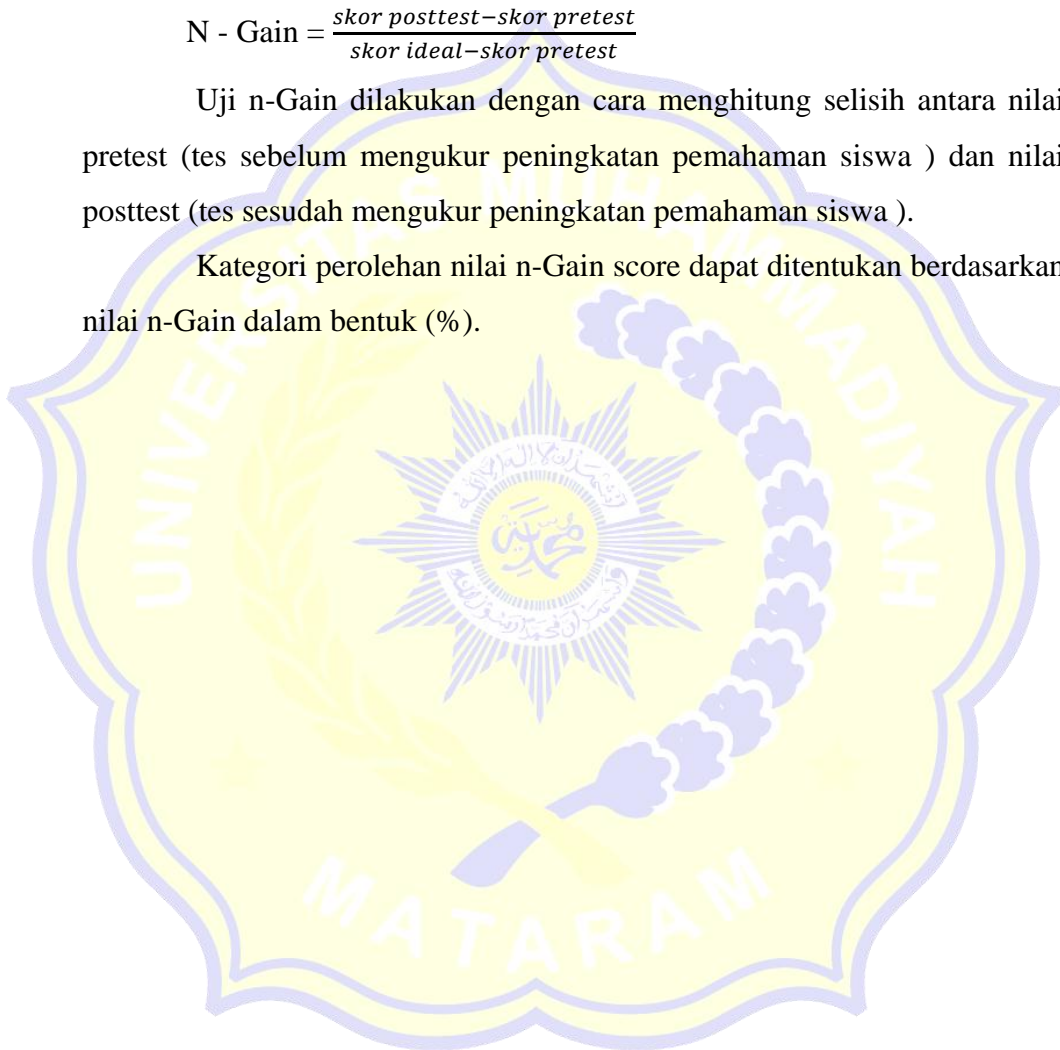 N - Gain = \frac{skor posttest−skor pretest}{skor ideal−skor pretest}
Uji n-Gain dilakukan dengan cara menghitung selisih antara nilai
pretest (tes sebelum mengukur peningkatan pemahaman siswa ) dan nilai
posttest (tes sesudah mengukur peningkatan pemahaman siswa ).
Kategori perolehan nilai n-Gain score dapat ditentukan berdasarkan
nilai n-Gain dalam bentuk (%).
UNIVERSITAS MUHAMMADIYAH
MATARAM